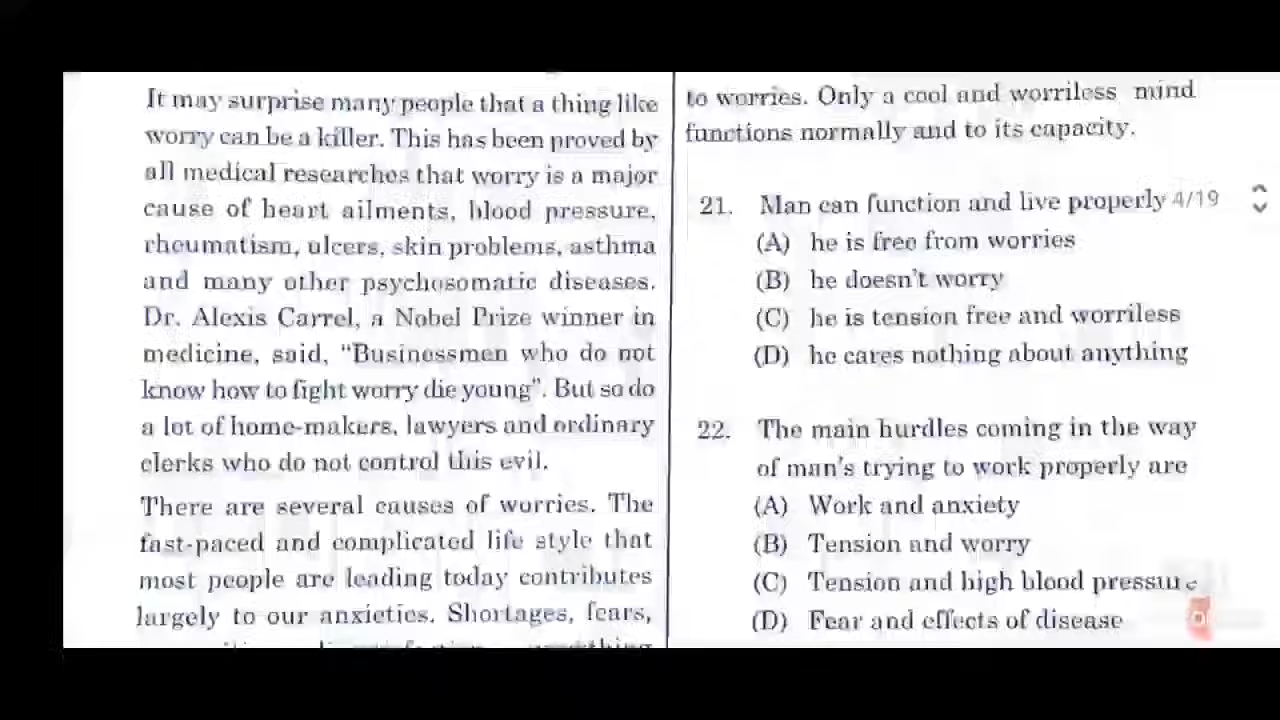 It may surprise many people that a thing like
worry can be a killer. This has been proved by
all medical researches that worry is a major
cause of heart ailments, blood pressure,
rheumatism, ulcers, skin problems, asthma
and many other psychosomatic diseases.
Dr. Alexis Carrel, a Nobel Prize winner in
medicine, said, “Businessmen who do not
know how to fight worry die young”. But so do
a lot of home-makers, lawyers and ordinary
clerks who do not control this evil.
There are several causes of worries. The
fast-paced and complicated life style that
most people are leading today contributes
largely to our anxieties. Shortages, fears,
to worries. Only a cool and worriless mind
functions normally and to its capacity.
21. Man can function and live properly 4/19
(A) he is free from worries
(B) he doesn't worry
(C) he is tension free and worriless
(D) he cares nothing about anything
22. The main hurdles coming in the way
of man's trying to work properly are
(A) Work and anxiety
(B) Tension and worry
(C) Tension and high blood pressure
(D) Fear and effects of disease